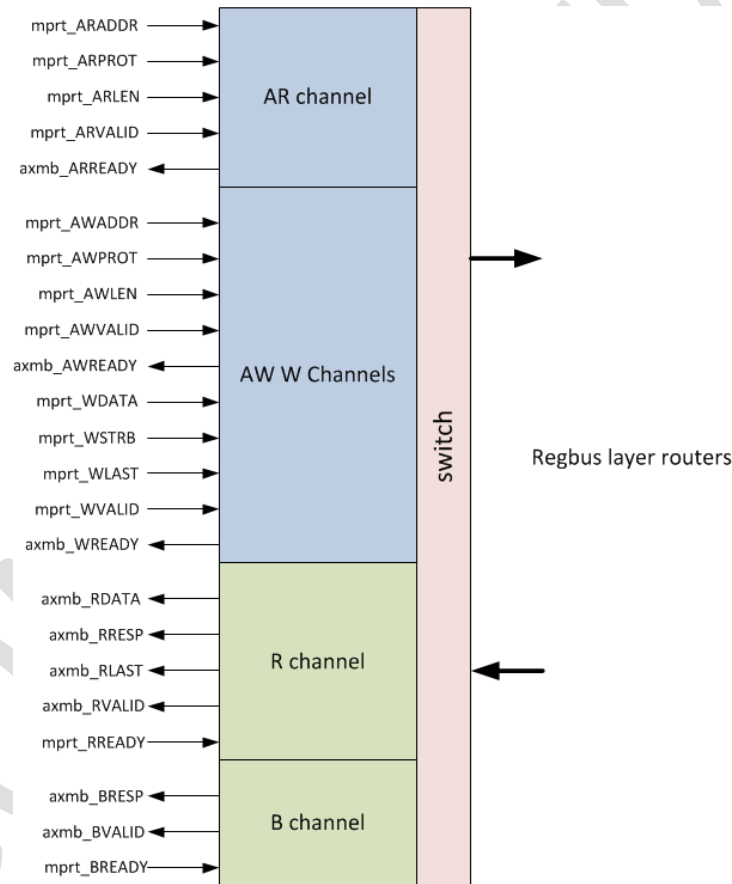 mprt_ARADDR
mprt_ARPROT
mprt_ARLEN
mprt_ARVALID
axmb_ARREADY
AR channel
mprt_AWADDR
mprt_AWPROT
mprt_AWLEN
mprt_AWVALID
axmb_AWREADY
mprt_WDATA
mprt_WSTRB
mprt_WLAST
mprt_WVALID
axmb_WREADY
AW W Channels
switch
Regbus layer routers
axmb_RDATA
axmb_RRESP
axmb_RLAST
axmb_RVALID
mprt_RREADY
R channel
axmb_BRESP
axmb_BVALID
mprt_BREADY
B channel